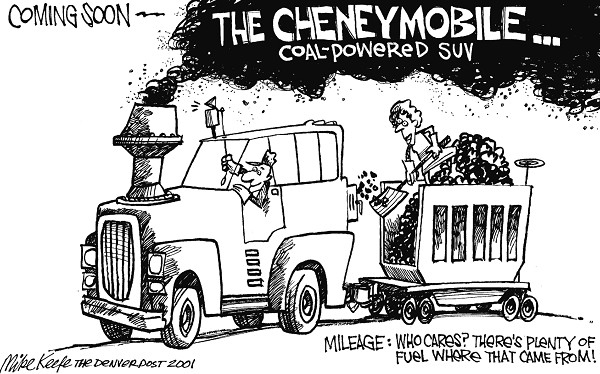 COMING SOON —
THE CHENEYMOBILE...
COAL-POWERED SUV
MILEAGE: WHO CARES? THERE'S PLENTY OF
FUEL WHERE THAT CAME FROM!
Mike Keefe THE DENVER POST 2001